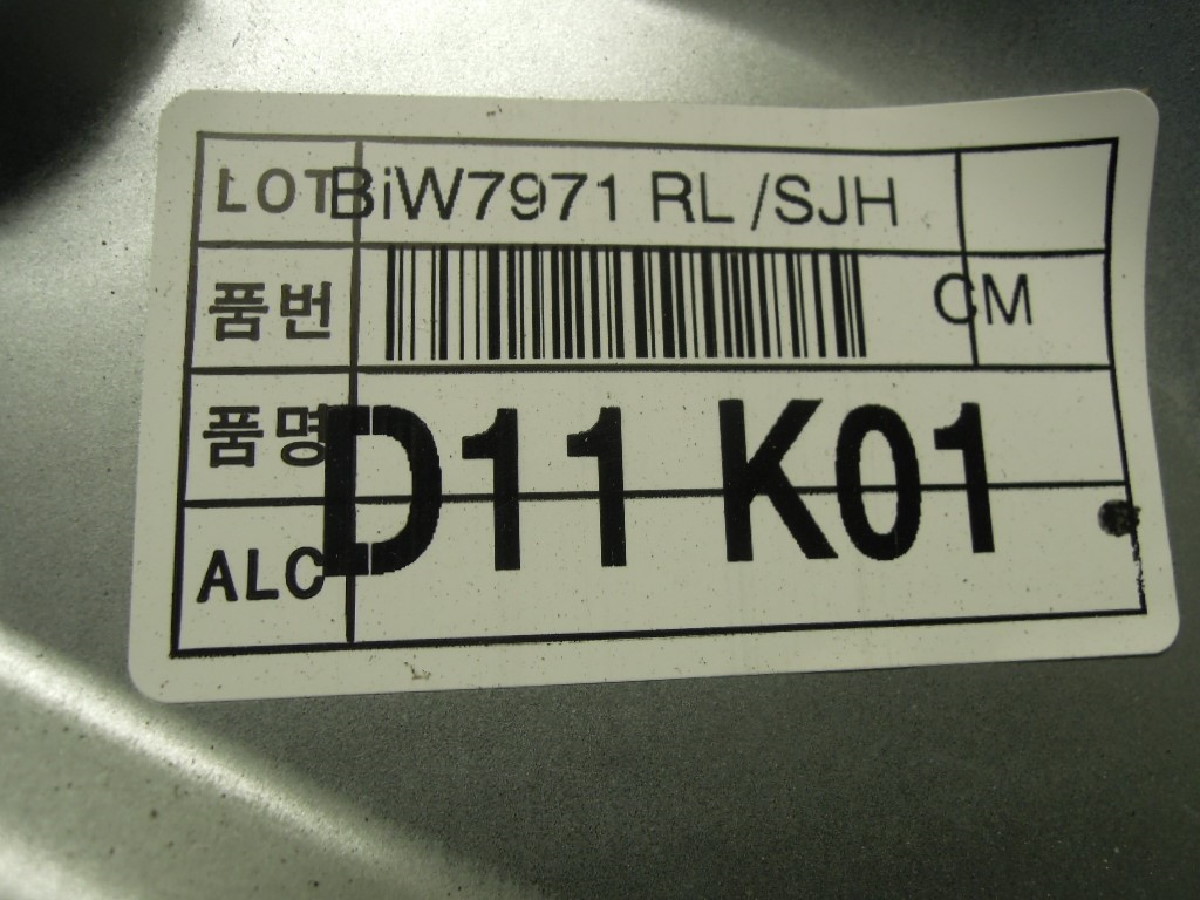 LOT BiW7971 RL /SJH
품번 CM
품명
D11 K01
ALC